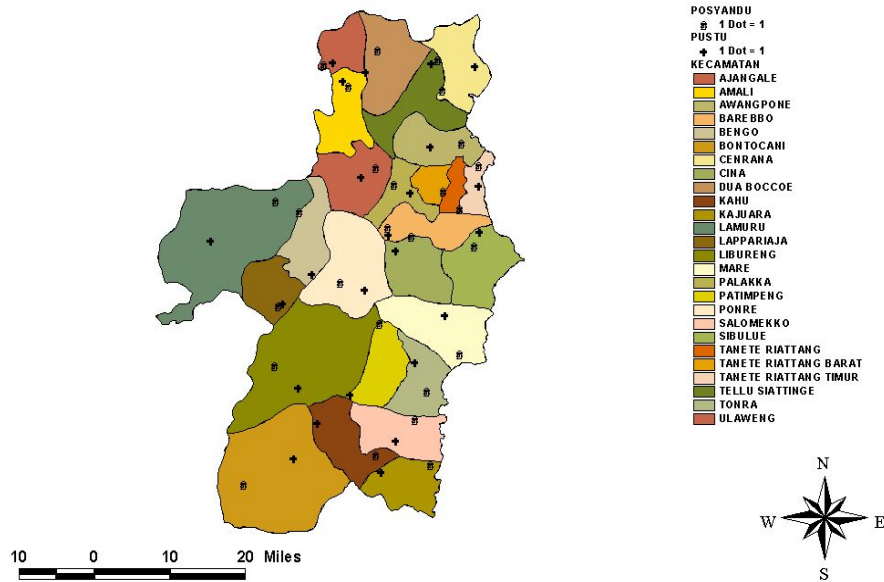 POSYANDU
1 Dot = 1
PUSTU
1 Dot = 1
KECAMATAN
AJANGALE
AMALI
AWANGPONE
BAREBBO
BENGO
BONTOCANI
CENRANA
CINA
DUA BOCCOE
KAHU
KAJUARA
LAMURU
LAPPARIAJA
LIBURENG
MARE
PALAKKA
PATIMPENG
PONRE
SALOMEKKO
SIBULUE
TANETE RIATTANG
TANETE RIATTANG BARAT
TANETE RIATTANG TIMUR
TELLU SIATTINGE
TONRA
ULAWENG
N
W E
S
10 0 10 20 Miles